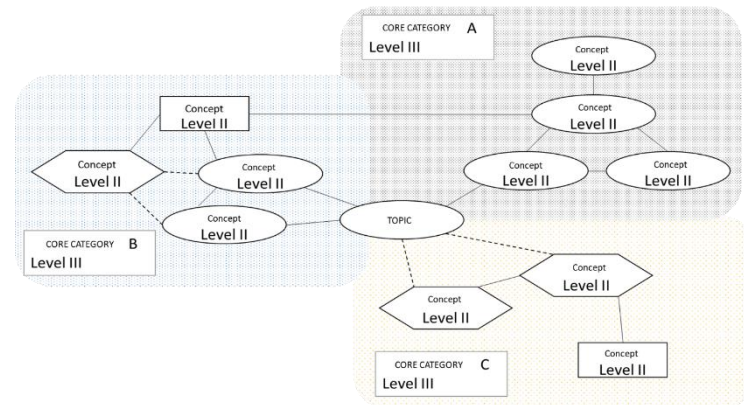 CORE CATEGORY A
Level III
Concept
Level II
Concept
Level II
Concept
Level II
Concept
Level II
Concept
Level II
Concept
Level II
Concept
Level II
Concept
Level II
TOPIC
CORE CATEGORY B
Level III
Concept
Level II
Concept
Level II
Concept
Level II
CORE CATEGORY C
Level III